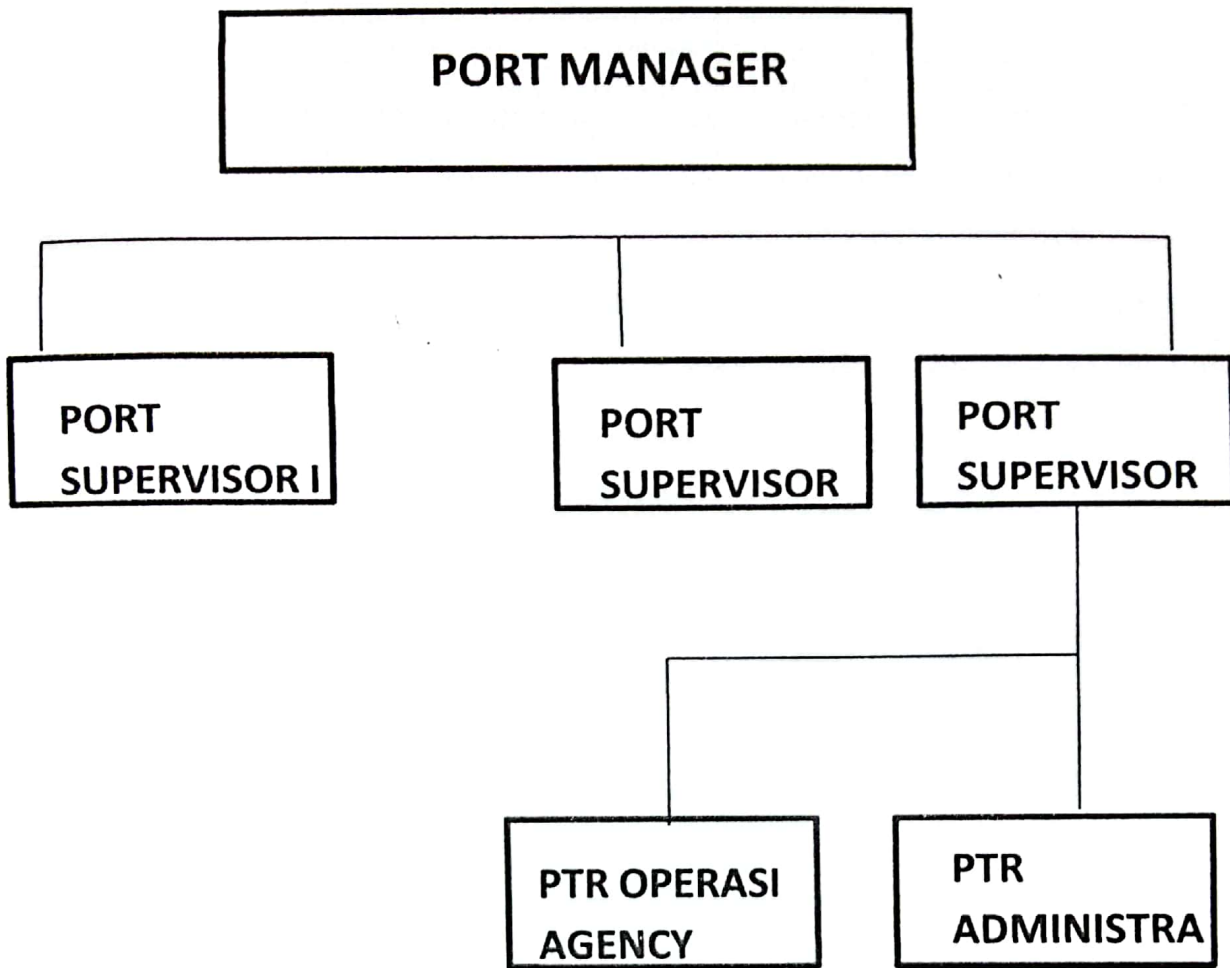 PORT MANAGER
PORT
SUPERVISOR I
PORT
SUPERVISOR
PORT
SUPERVISOR
PTR OPERASI
AGENCY
PTR
ADMINISTRA